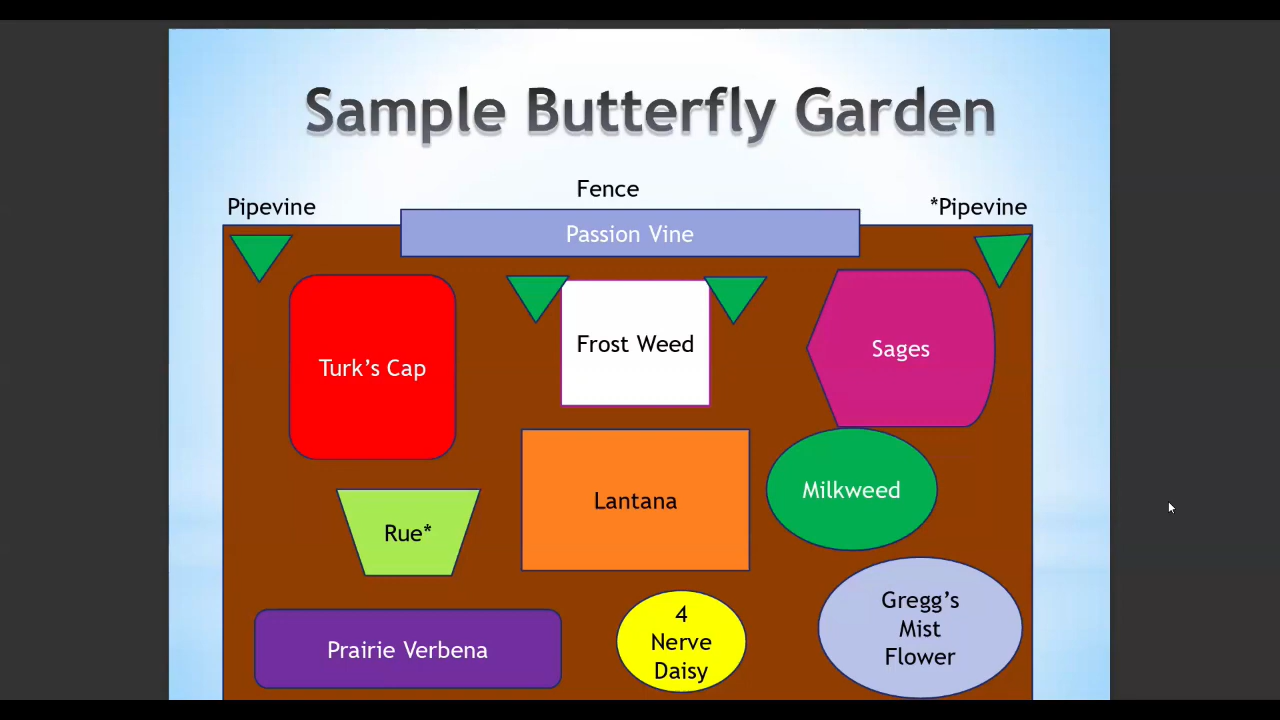 Sample Butterfly Garden
Fence
Pipevine
*Pipevine
Passion Vine
Frost Weed
Sages
Turk’s Cap
Milkweed
Lantana
Rue*
Gregg’s
Mist
Flower
4
Nerve
Daisy
Prairie Verbena